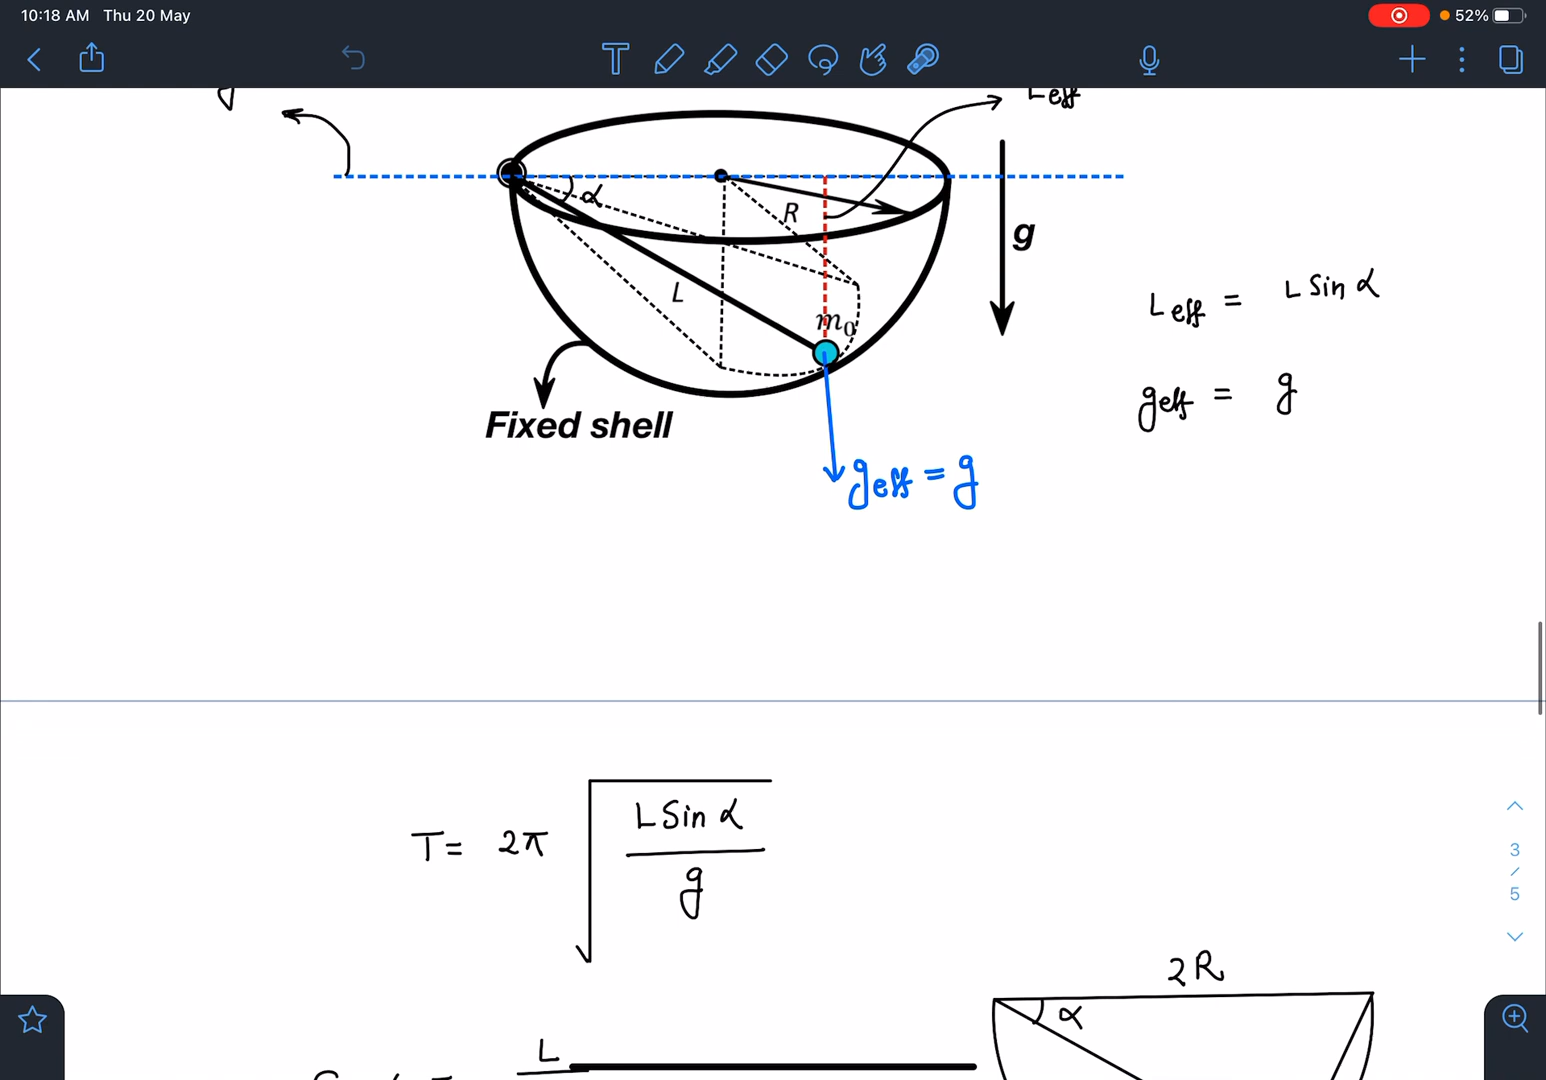 10:18 AM Thu 20 May
52%
T
Leff
α
R
g
L
m0
Leff = L Sin α
geff = g
Fixed shell
geff = g
T = 2π √(L Sin α / g)
3
/
5
2R
α
L